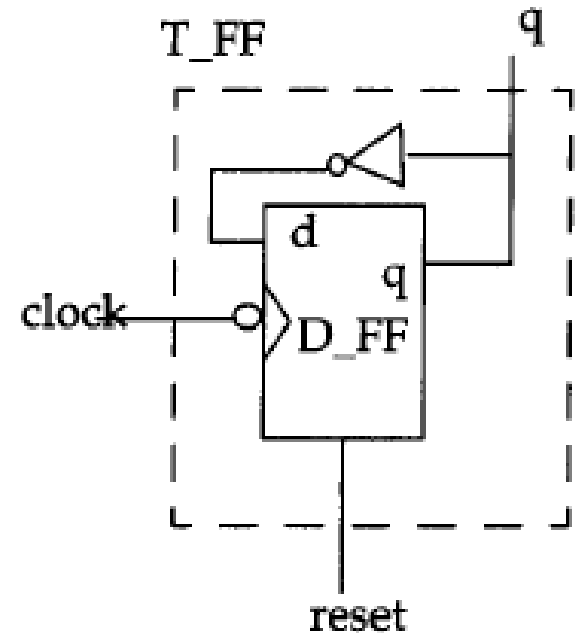 T_FF
q
d
q
clock
D_FF
reset